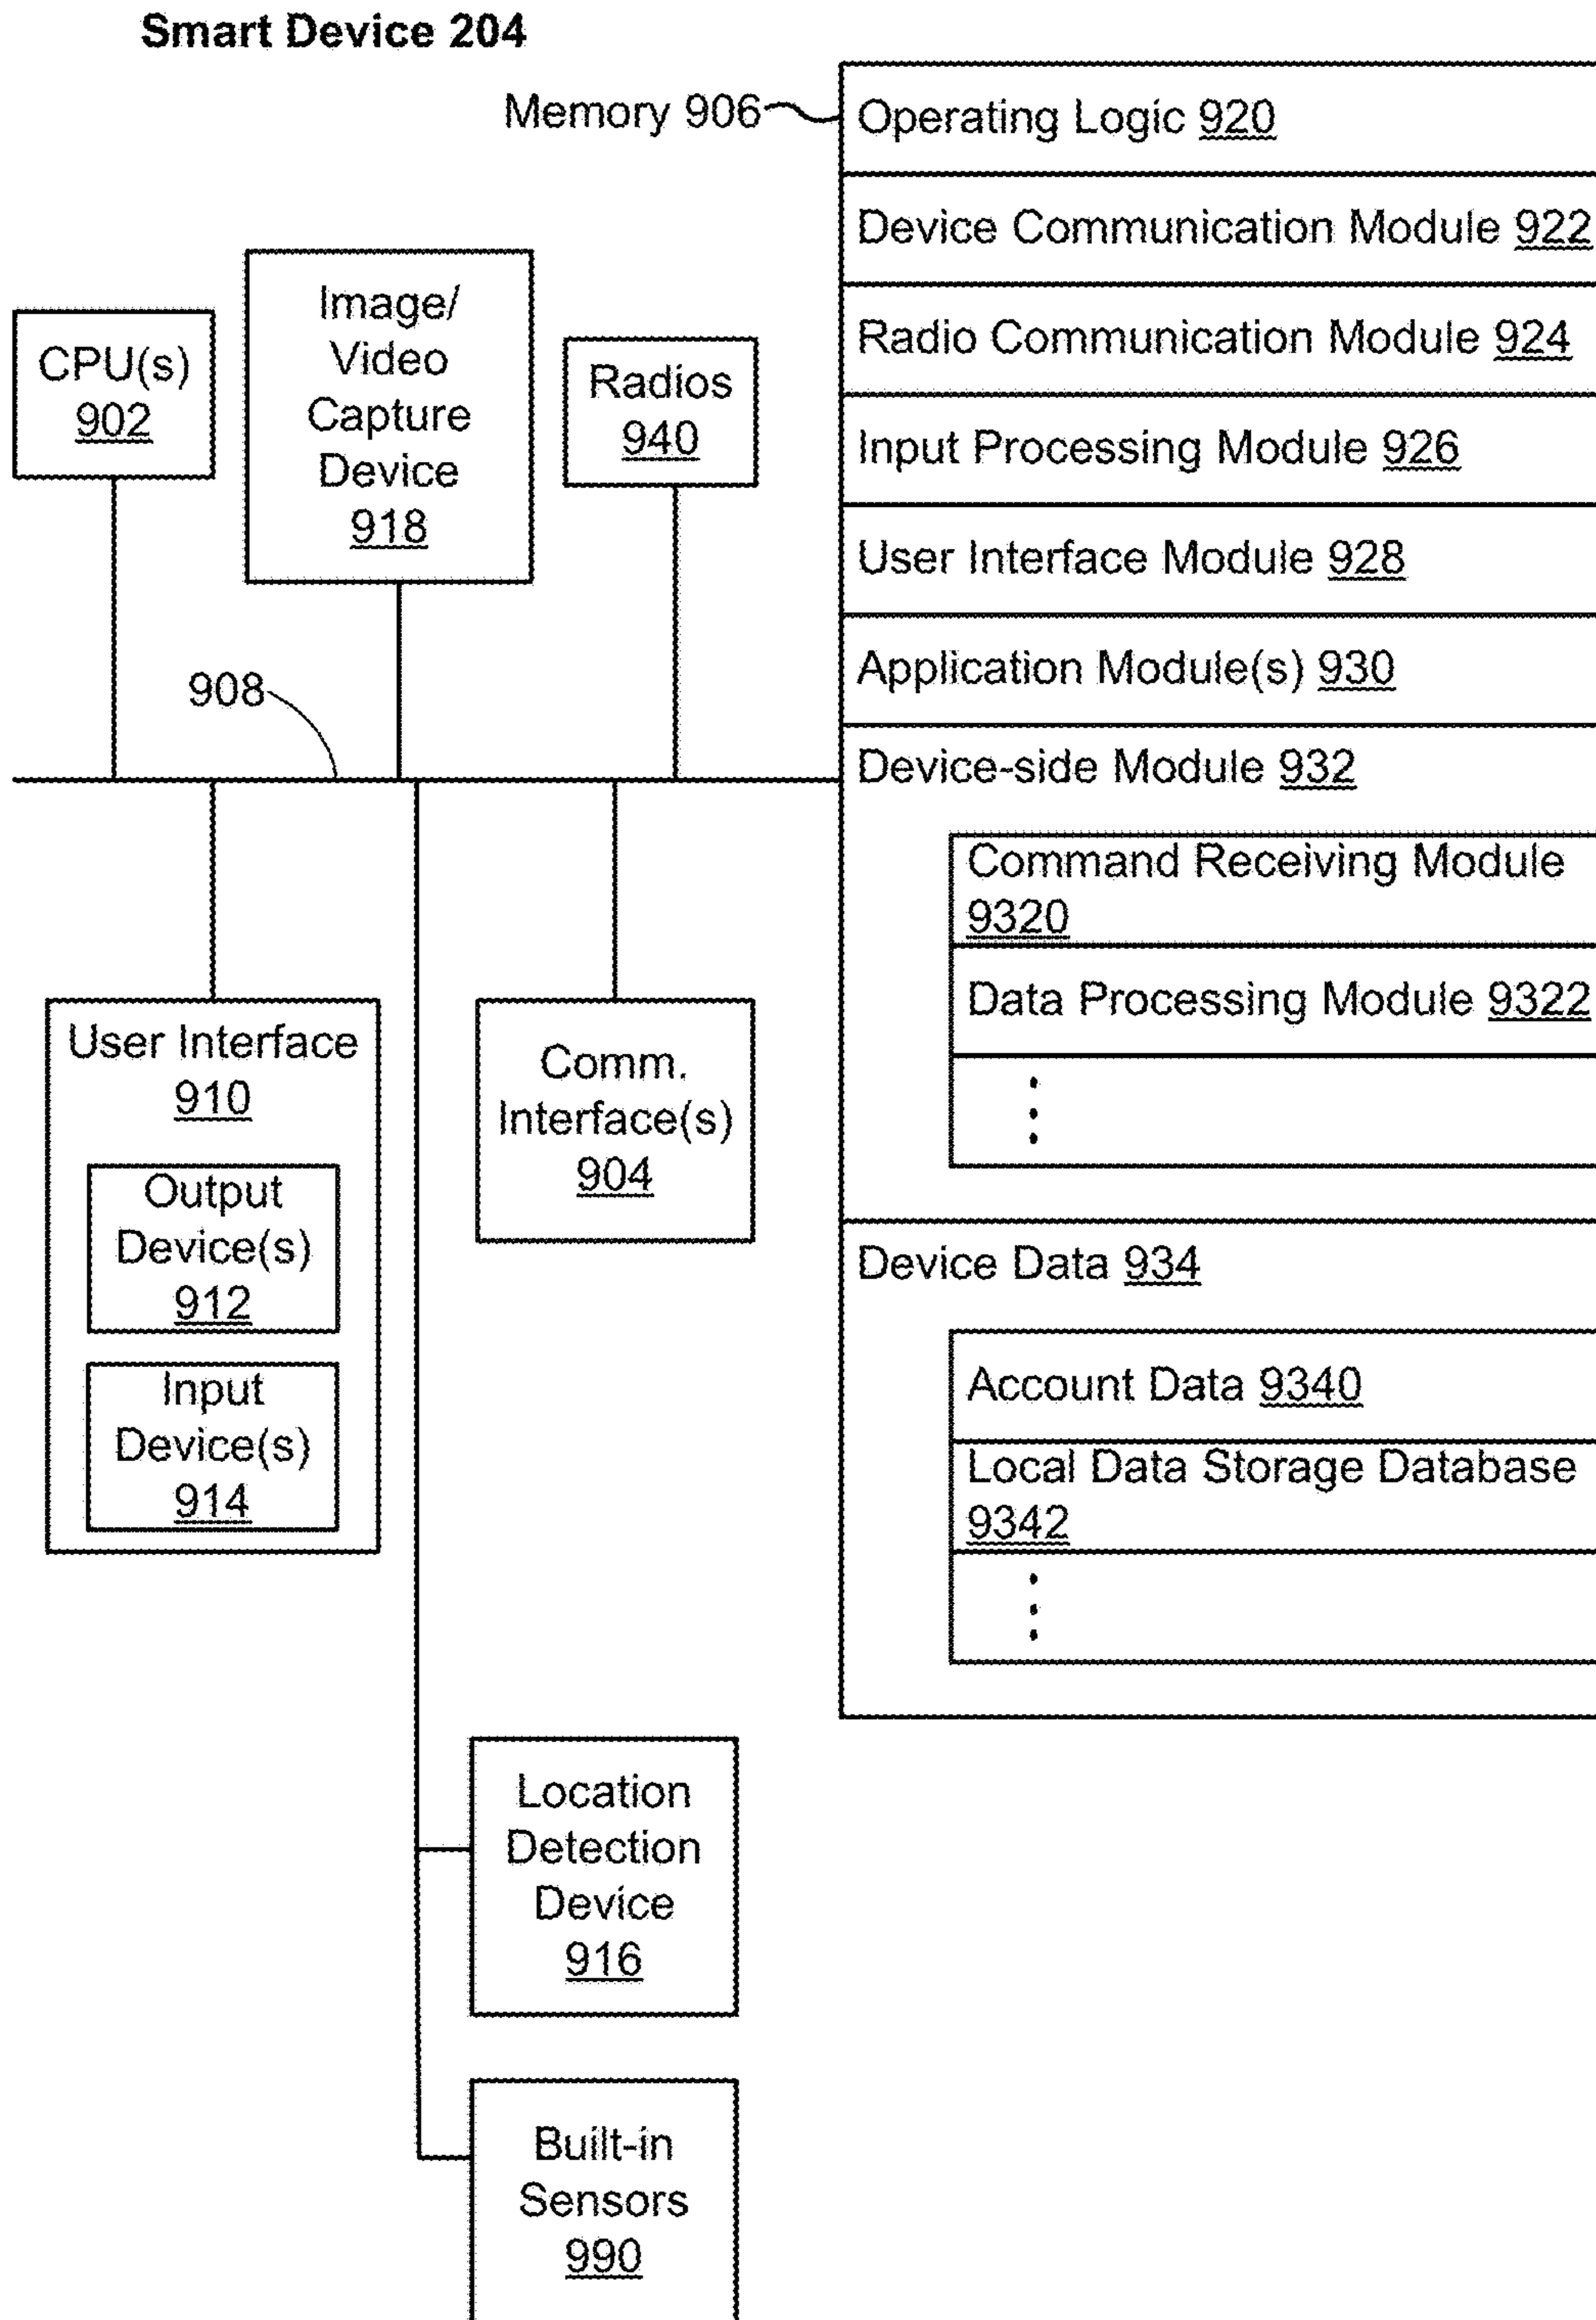 Smart Device 204
Memory 906
Operating Logic 920
Device Communication Module 922
Radio Communication Module 924
Input Processing Module 926
User Interface Module 928
Application Module(s) 930
Device-side Module 932
Command Receiving Module
9320
Data Processing Module 9322
Device Data 934
Account Data 9340
Local Data Storage Database
9342
CPU(s)
902
Image/
Video
Capture
Device
918
Radios
940
908
User Interface
910
Output
Device(s)
912
Input
Device(s)
914
Comm.
Interface(s)
904
Location
Detection
Device
916
Built-in
Sensors
990